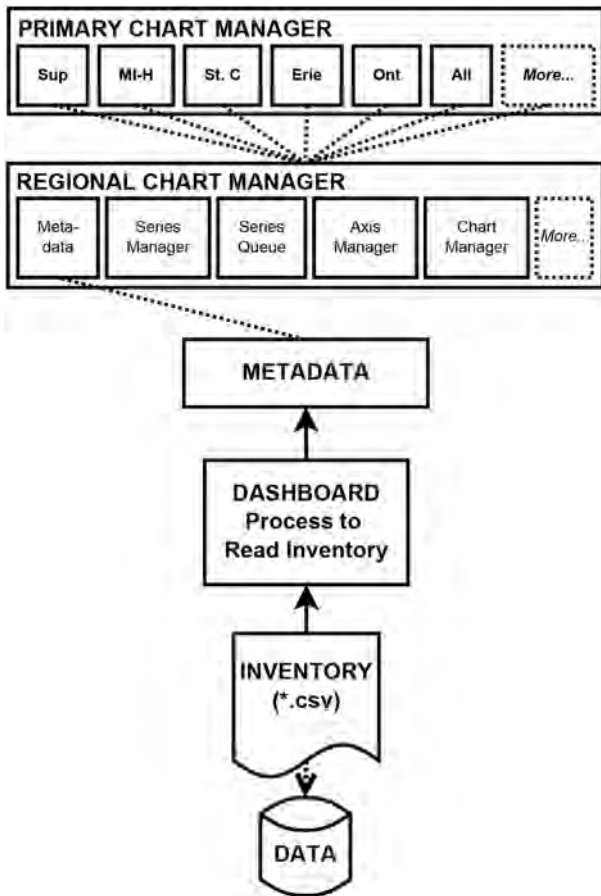 PRIMARY CHART MANAGER
Sup MI-H St. C Erie Ont All More...
REGIONAL CHART MANAGER
Meta- Series Series Axis Chart More...
data Manager Queue Manager Manager
METADATA
DASHBOARD
Process to
Read Inventory
INVENTORY
(*.csv)
DATA